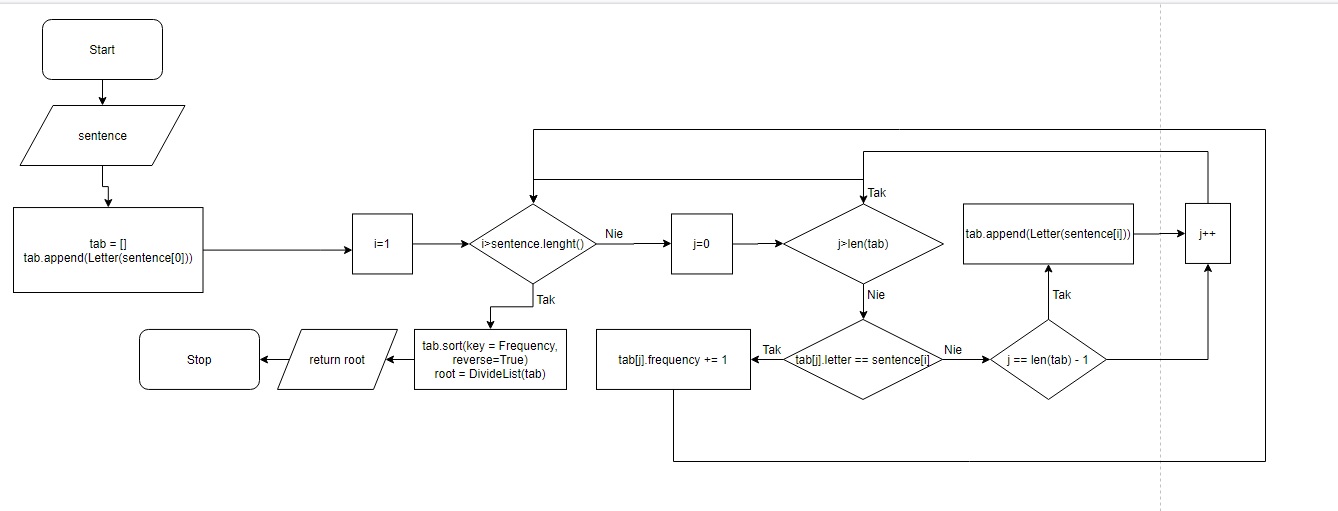 Start
sentence
tab = []
tab.append(Letter(sentence[0]))
i=1
i>sentence.lenght()
Nie
j=0
Tak
j>len(tab)
tab.append(Letter(sentence[i]))
j++
Tak
Nie
Tak
Stop
return root
tab.sort(key = Frequency,
reverse=True)
root = DivideList(tab)
tab[j].frequency += 1
Tak
tab[j].letter == sentence[i]
Nie
j == len(tab) - 1